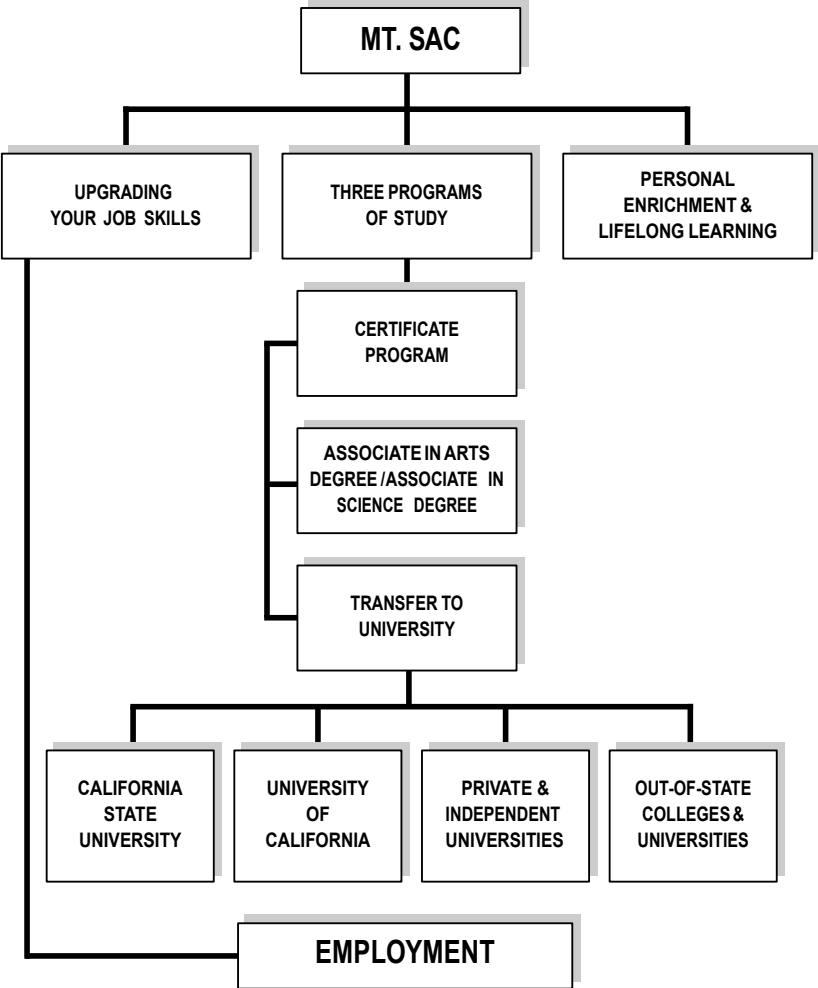 MT. SAC
UPGRADING
YOUR JOB SKILLS
THREE PROGRAMS
OF STUDY
PERSONAL
ENRICHMENT &
LIFELONG LEARNING
CERTIFICATE
PROGRAM
ASSOCIATE IN ARTS
DEGREE/ASSOCIATE IN
SCIENCE DEGREE
TRANSFER TO
UNIVERSITY
CALIFORNIA
STATE
UNIVERSITY
UNIVERSITY
OF
CALIFORNIA
PRIVATE &
INDEPENDENT
UNIVERSITIES
OUT-OF-STATE
COLLEGES &
UNIVERSITIES
EMPLOYMENT